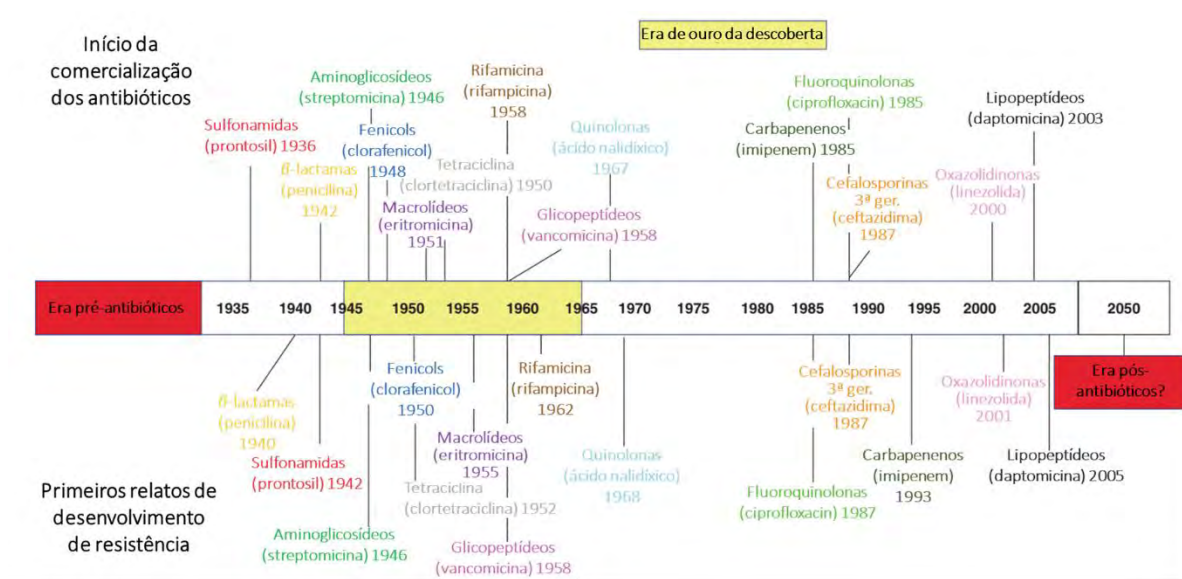 Início da
comercialização
dos antibióticos
Era de ouro da descoberta
Sulfonamidas
(prontosil) 1936
β-lactamas
(penicilina)
1942
Aminoglicosídeos
(streptomicina) 1946
Fenicols
(clorafenicol)
1948
Macrolídeos
(eritromicina)
1951
Tetraciclina
(clortetraciclina) 1950
Rifamicina
(rifampicina)
1958
Glicopeptídeos
(vancomicina) 1958
Quinolonas
(ácido nalidíxico)
1967
Carbapenenos
(imipenem) 1985
Fluoroquinolonas
(ciprofloxacin) 1985
Cefalosporinas
3ª ger.
(ceftazidima)
1987
Oxazolidinonas
(linezolida)
2000
Lipopeptídeos
(daptomicina) 2003
Era pré-antibióticos 1935 1940 1945 1950 1955 1960 1965 1970 1975 1980 1985 1990 1995 2000 2005 2050
Era pós-
antibióticos?
Primeiros relatos de
desenvolvimento
de resistência
β-lactamas
(penicilina)
1940
Sulfonamidas
(prontosil) 1942
Aminoglicosídeos
(streptomicina) 1946
Fenicols
(clorafenicol)
1950
Tetraciclina
(clortetraciclina) 1952
Macrolídeos
(eritromicina)
1955
Glicopeptídeos
(vancomicina) 1958
Rifamicina
(rifampicina)
1962
Quinolonas
(ácido nalidíxico)
1968
Fluoroquinolonas
(ciprofloxacin) 1987
Cefalosporinas
3ª ger.
(ceftazidima)
1987
Carbapenenos
(imipenem)
1993
Oxazolidinonas
(linezolida)
2001
Lipopeptídeos
(daptomicina) 2005